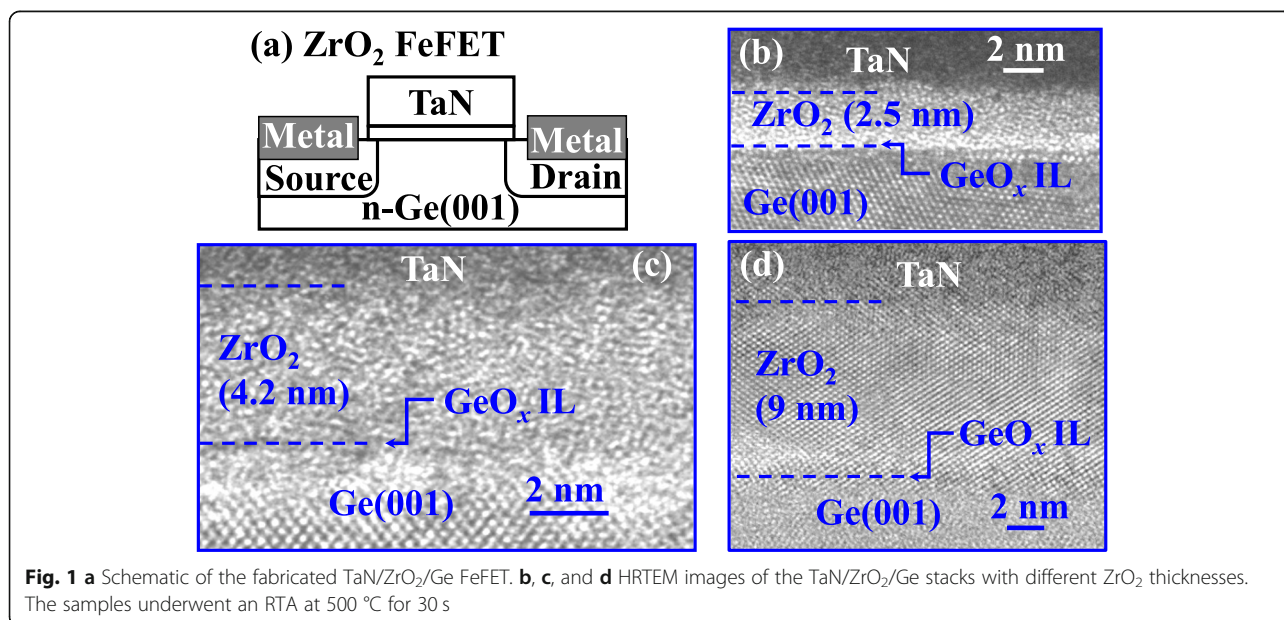 (a) ZrO₂ FeFET
TaN
Metal
Metal
Source
Drain
n-Ge(001)
(b)
TaN
2 nm
ZrO₂ (2.5 nm)
GeOₓ IL
Ge(001)
TaN
(c)
ZrO₂
(4.2 nm)
GeOₓ IL
2 nm
Ge(001)
(d)
TaN
ZrO₂
(9 nm)
GeOₓ IL
Ge(001)
2 nm
Fig. 1 a Schematic of the fabricated TaN/ZrO₂/Ge FeFET. b, c, and d HRTEM images of the TaN/ZrO₂/Ge stacks with different ZrO₂ thicknesses.
The samples underwent an RTA at 500 °C for 30 s